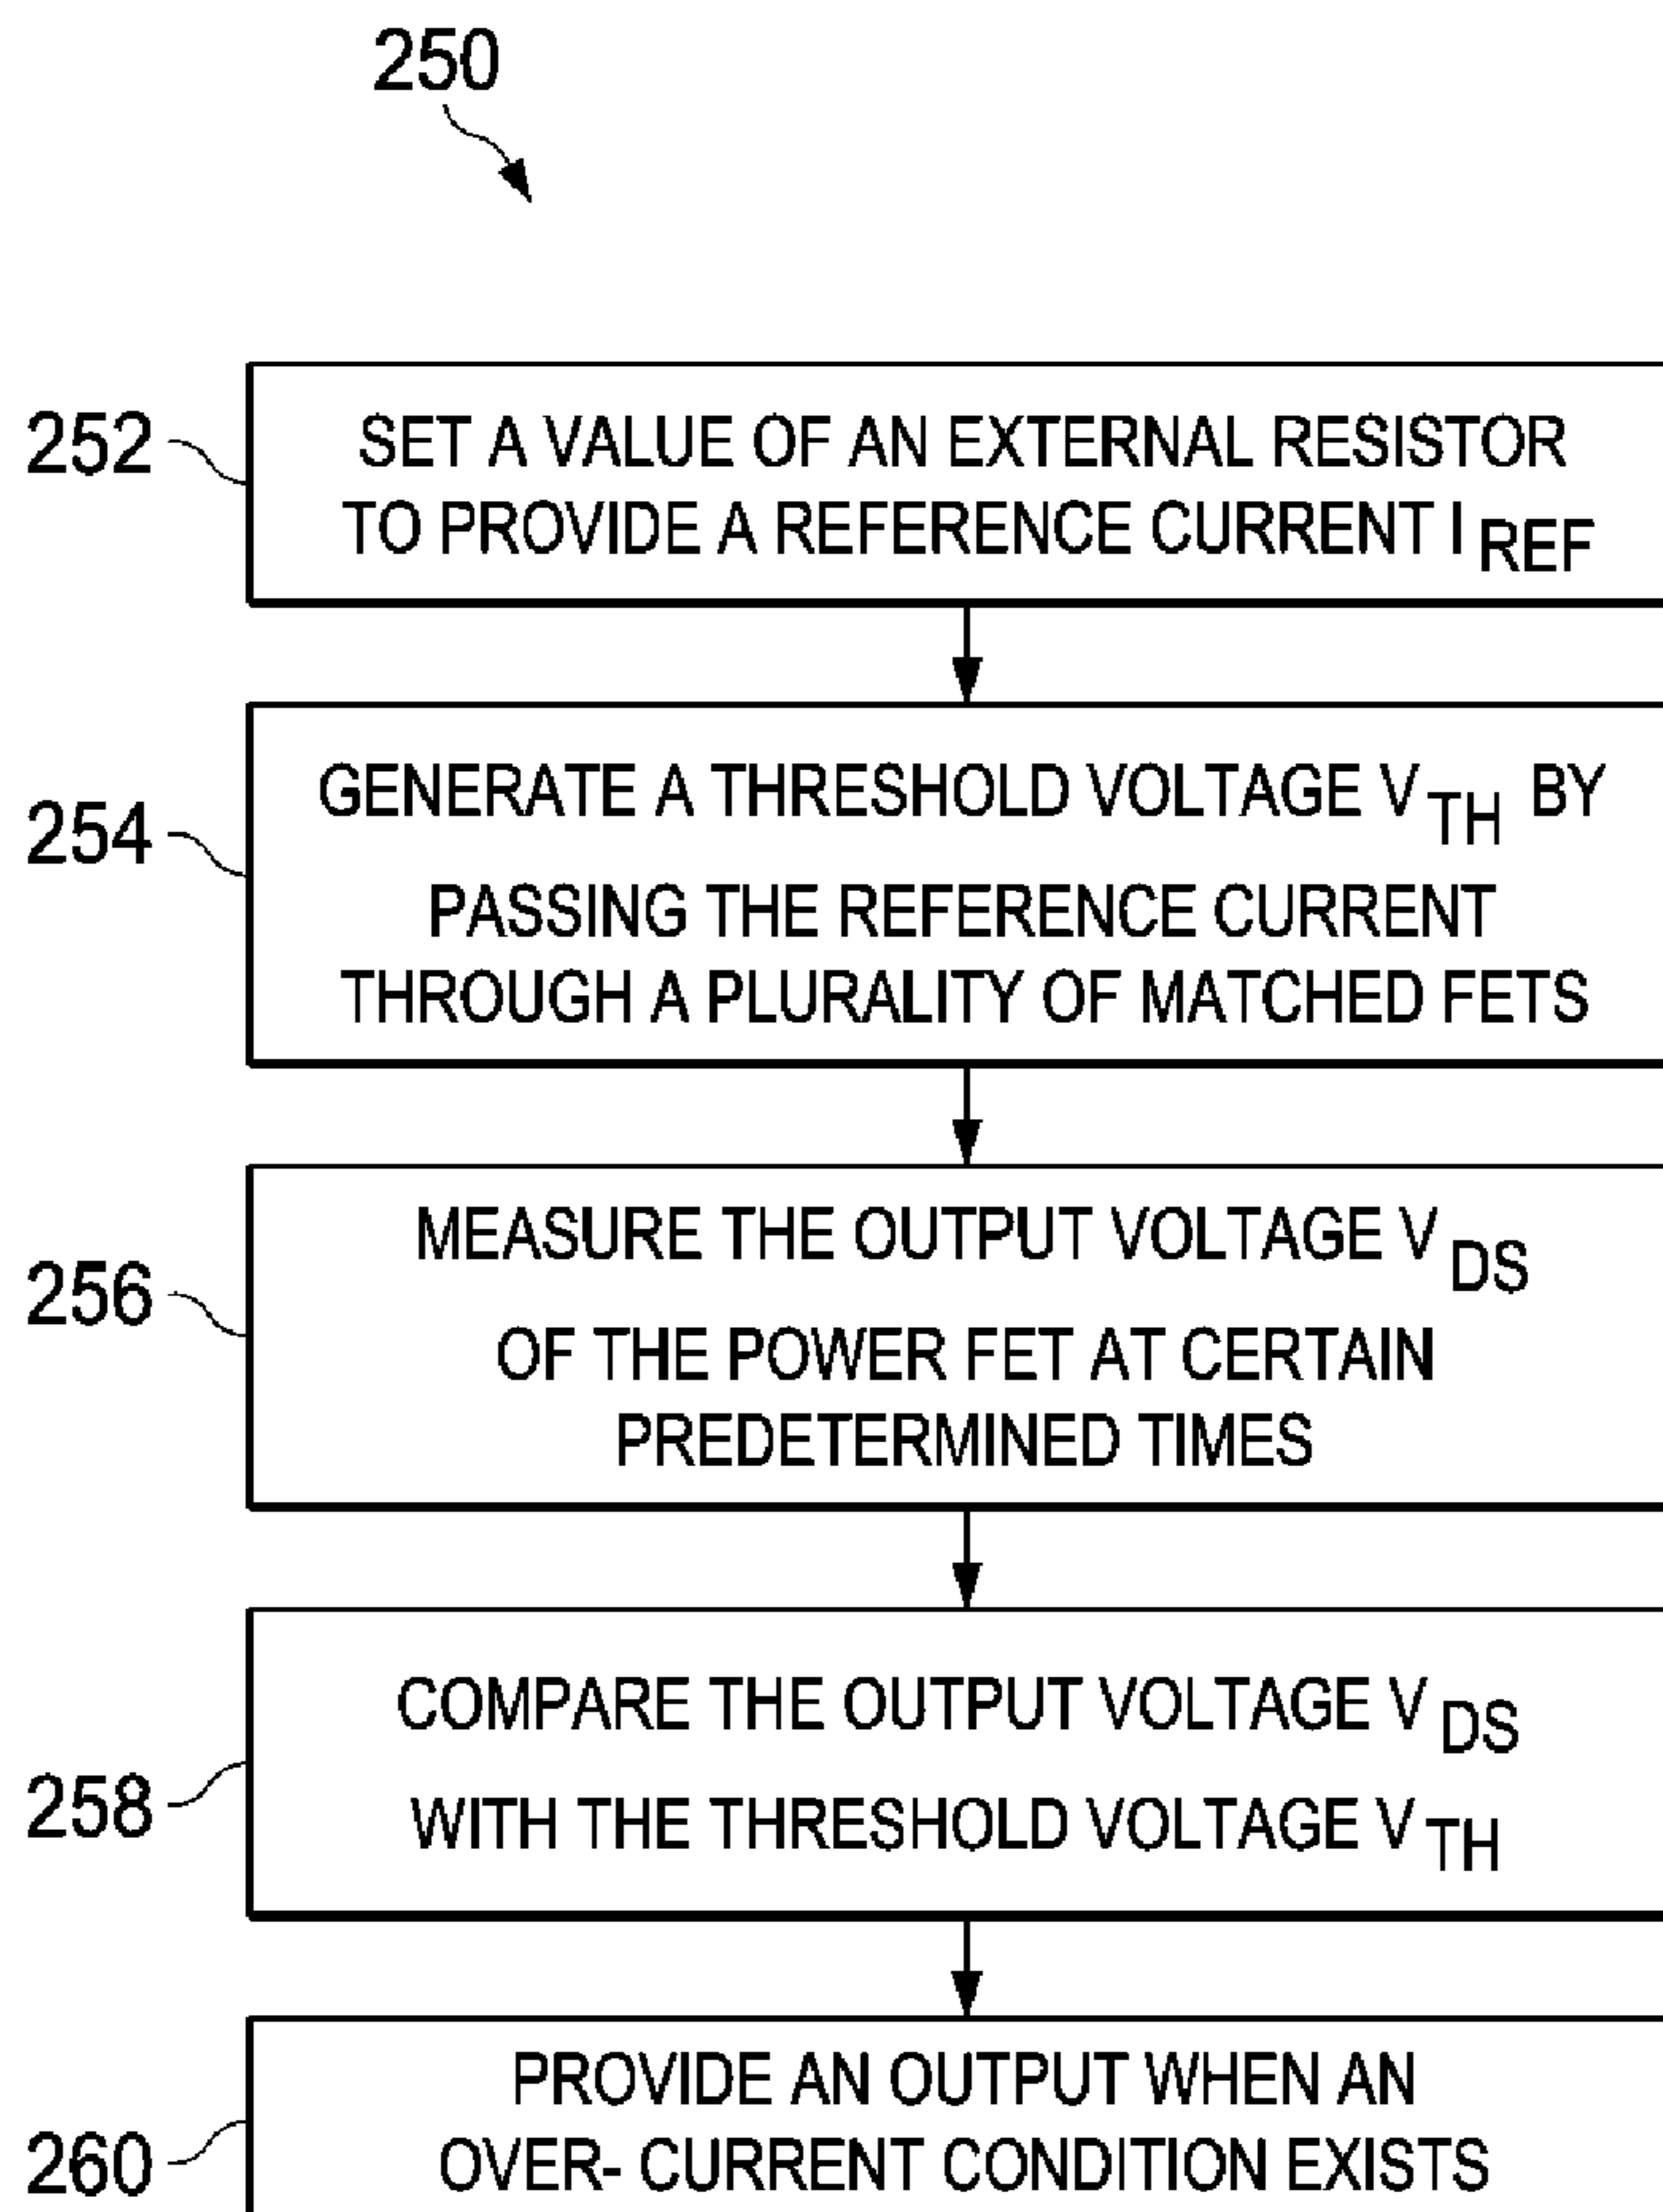 250
252
SET A VALUE OF AN EXTERNAL RESISTOR
TO PROVIDE A REFERENCE CURRENT I REF
254
GENERATE A THRESHOLD VOLTAGE V TH BY
PASSING THE REFERENCE CURRENT
THROUGH A PLURALITY OF MATCHED FETS
256
MEASURE THE OUTPUT VOLTAGE V DS
OF THE POWER FET AT CERTAIN
PREDETERMINED TIMES
258
COMPARE THE OUTPUT VOLTAGE V DS
WITH THE THRESHOLD VOLTAGE V TH
260
PROVIDE AN OUTPUT WHEN AN
OVER- CURRENT CONDITION EXISTS